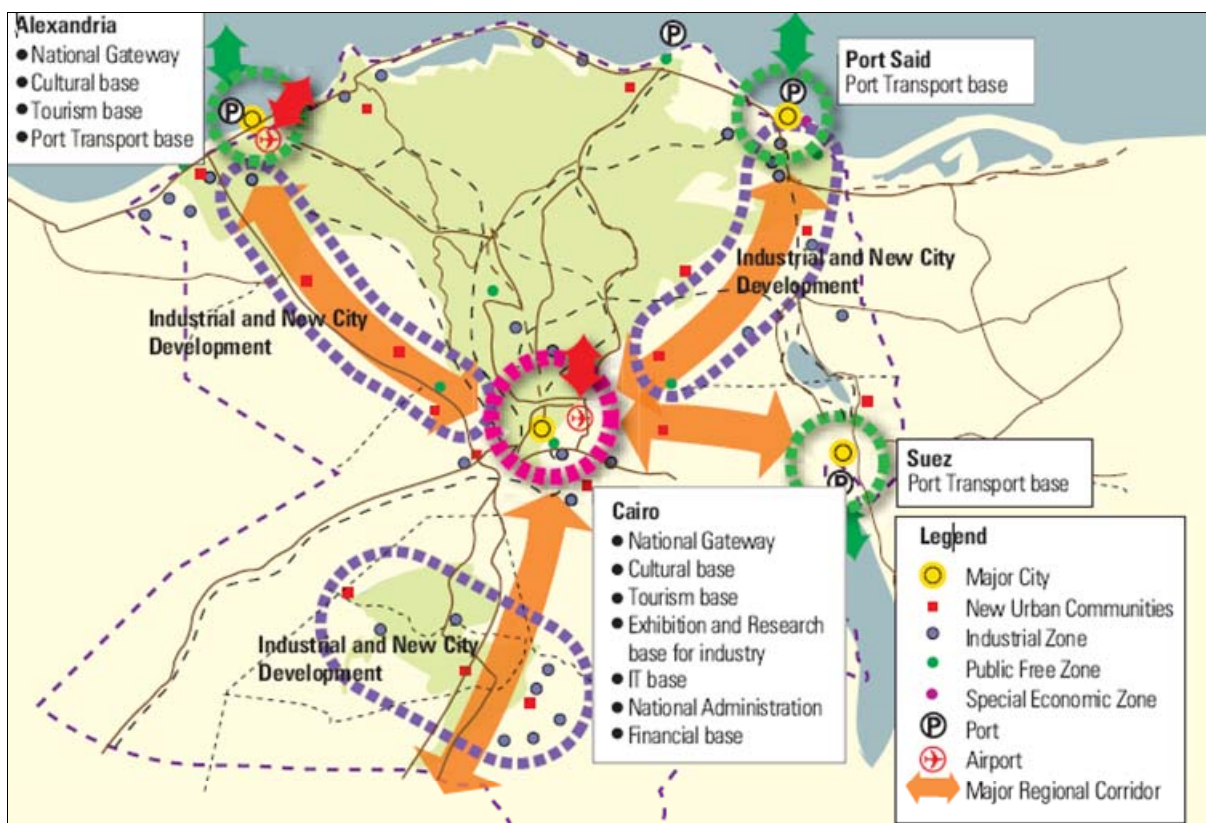 Alexandria
● National Gateway
● Cultural base
● Tourism base
● Port Transport base
P
P
P
Port Said
Port Transport base
Industrial and New City
Development
Industrial and New City
Development
P
Suez
Port Transport base
Cairo
● National Gateway
● Cultural base
● Tourism base
● Exhibition and Research
base for industry
● IT base
● National Administration
● Financial base
Industrial and New City
Development
Legend
Major City
New Urban Communities
Industrial Zone
Public Free Zone
Special Economic Zone
P Port
Airport
Major Regional Corridor